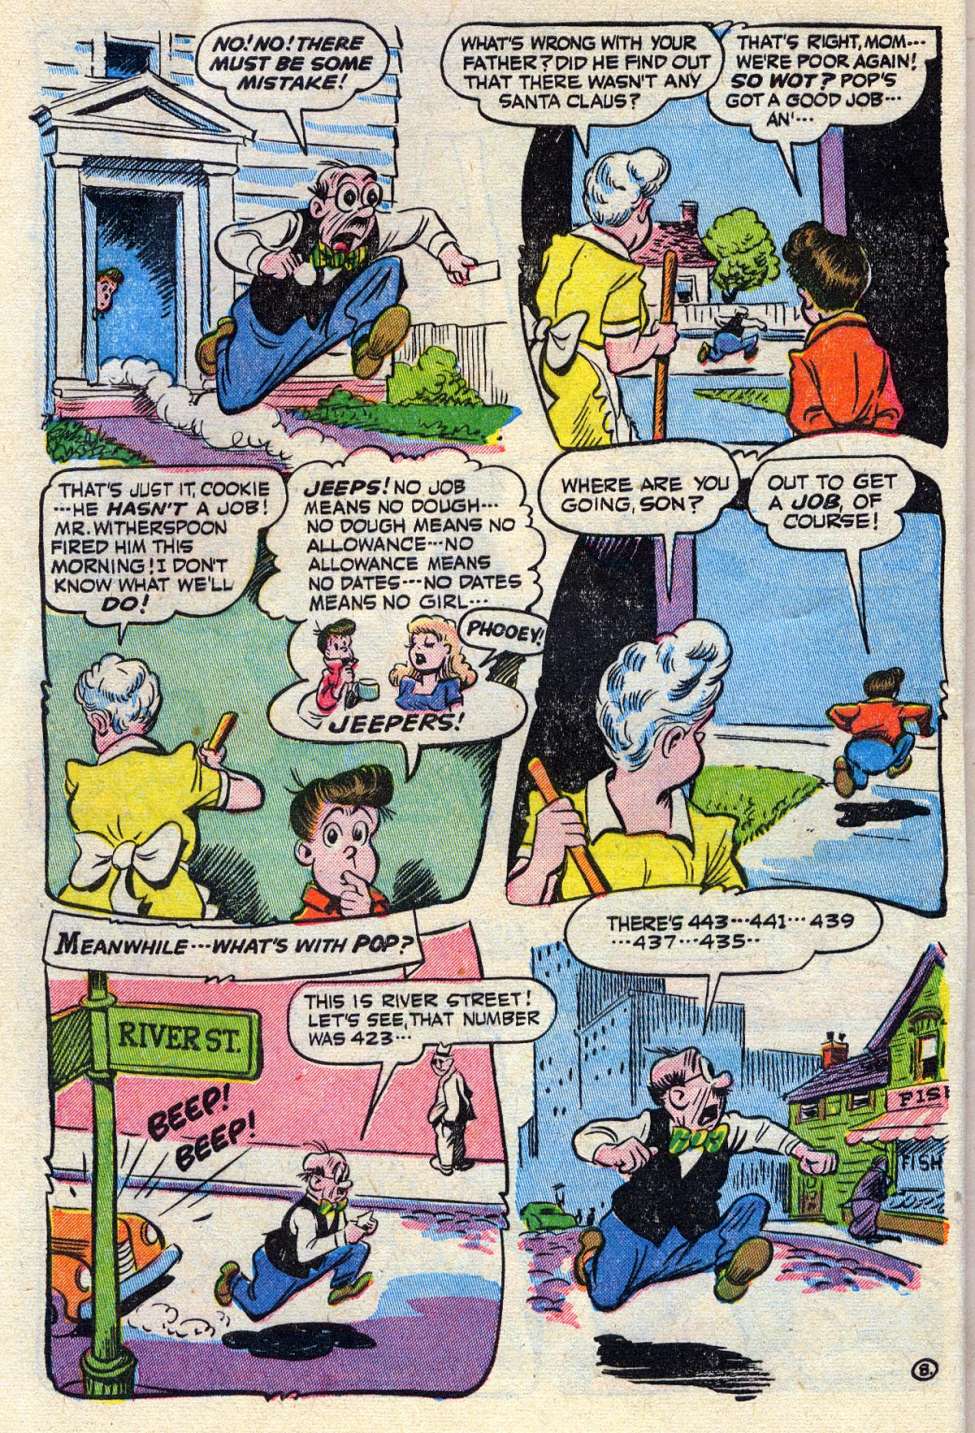 NO! NO! THERE
MUST BE SOME
MISTAKE!
WHAT'S WRONG WITH YOUR
FATHER? DID HE FIND OUT
THAT THERE WASN'T ANY
SANTA CLAUS?
THAT'S RIGHT, MOM---
WE'RE POOR AGAIN!
SO WOT? POP'S
GOT A GOOD JOB---
AN'---
THAT'S JUST IT, COOKIE
---HE HASN'T A JOB!
MR. WITHERSPOON
FIRED HIM THIS
MORNING! I DON'T
KNOW WHAT WE'LL
DO!
JEEPS! NO JOB
MEANS NO DOUGH---
NO DOUGH MEANS NO
ALLOWANCE---NO
ALLOWANCE MEANS
NO DATES---NO DATES
MEANS NO GIRL---
PHOOEY!
JEEPERS!
WHERE ARE YOU
GOING, SON?
OUT TO GET
A JOB, OF
COURSE!
MEANWHILE---WHAT'S WITH POP?
RIVER ST.
THIS IS RIVER STREET!
LET'S SEE, THAT NUMBER
WAS 423---
BEEP!
BEEP!
THERE'S 443---441---439
---437---435--
FIS
FISH
8.